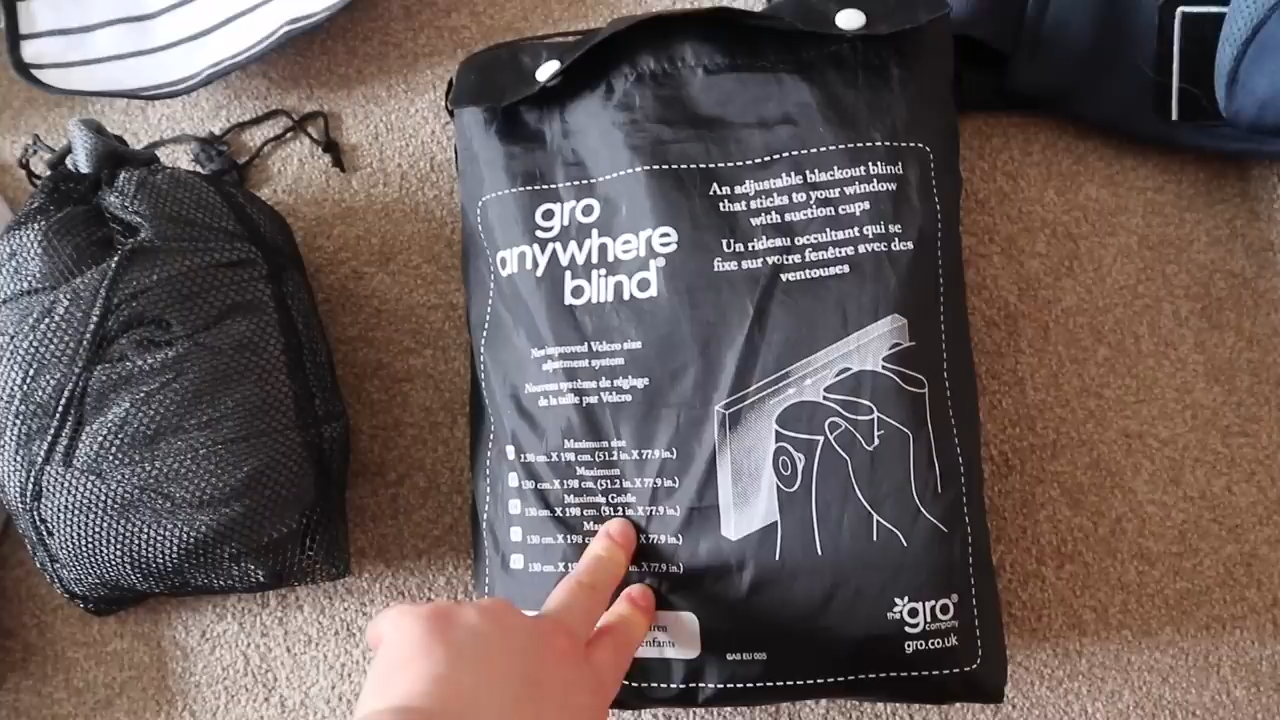 gro
anywhere
blind®
An adjustable blackout blind
that sticks to your window
with suction cups
Un rideau occultant qui se
fixe sur votre fenêtre avec des
ventouses
New improved Velcro size
adjustment system
Nouveau système de réglage
de la taille par Velcro
Maximum size
130 cm. X 198 cm. (51.2 in. X 77.9 in.)
Maximum
130 cm. X 198 cm. (51.2 in. X 77.9 in.)
Maximale Größe
130 cm. X 198 cm. (51.2 in. X 77.9 in.)
130 cm. X 198 cm X 77.9 in.)
130 cm. X in. X 77.9 in.)
enfants
the gro®
company
gro.co.uk
GAB EU 005